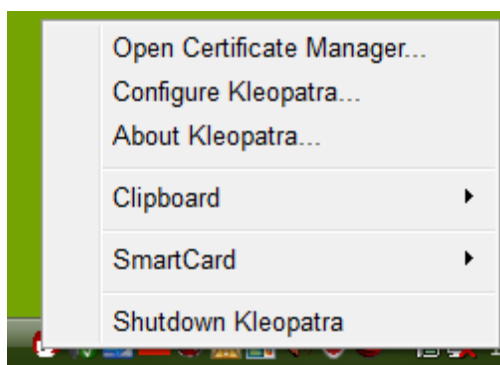 Open Certificate Manager...
Configure Kleopatra...
About Kleopatra...
Clipboard
SmartCard
Shutdown Kleopatra